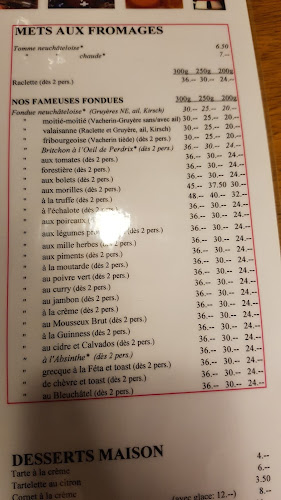 METS AUX FROMAGES
Tomme neuchâteloise* 6.50
" " chaude* 7.--
300g 250g 200g
Raclette (dès 2 pers.) 36.-- 30.-- 24.--
NOS FAMEUSES FONDUES 300g 250g 200g
Fondue neuchâteloise* (Gruyères NE, ail, Kirsch) 30.-- 25.-- 20.--
" moitié-moitié (Vacherin-Gruyère sans/avec ail) 30.-- 25.-- 20.--
" valaisanne (Raclette et Gruyère, ail, Kirsch) 30.-- 25.-- 20.--
" fribourgeoise (Vacherin tiède) (dès 2 pers.) 36.-- 30.-- 24.--
" Britchon à l'Oeil de Perdrix* (dès 2 pers.) 36.-- 30.-- 24.--
" aux tomates (dès 2 pers.) 36.-- 30.-- 24.--
" forestière (dès 2 pers.) 36.-- 30.-- 24.--
" aux bolets (dès 2 pers.) 36.-- 30.-- 24.--
" aux morilles (dès 2 pers.) 45.-- 37.50 30.--
" à la truffe (dès 2 pers.) 48.-- 40.-- 32.--
" à l'échalote (dès 2 pers.) 36.-- 30.-- 24.--
" aux poireaux (dès 2 pers.) 36.-- 30.-- 24.--
" aux légumes (dès 2 pers.) 36.-- 30.-- 24.--
" aux mille herbes (dès 2 pers.) 36.-- 30.-- 24.--
" aux piments (dès 2 pers.) 36.-- 30.-- 24.--
" à la moutarde (dès 2 pers.) 36.-- 30.-- 24.--
" au poivre vert (dès 2 pers.) 36.-- 30.-- 24.--
" au curry (dès 2 pers.) 36.-- 30.-- 24.--
" au jambon (dès 2 pers.) 36.-- 30.-- 24.--
" à la crème (dès 2 pers.) 36.-- 30.-- 24.--
" au Mousseux Brut (dès 2 pers.) 36.-- 30.-- 24.--
" à la Guinness (dès 2 pers.) 36.-- 30.-- 24.--
" au cidre et Calvados (dès 2 pers.) 36.-- 30.-- 24.--
" à l'Absinthe* (dès 2 pers.) 36.-- 30.-- 24.--
" grecque à la Féta et toast (dès 2 pers.) 36.-- 30.-- 24.--
" de chèvre et toast (dès 2 pers.) 36.-- 30.-- 24.--
" au Bleuchâtel (dès 2 pers.) 36.-- 30.-- 24.--
DESSERTS MAISON
Tarte à la crème 4.--
Tartelette au citron 6.--
3.50
Cornet à la crème (avec glace: 12.--) 8.--